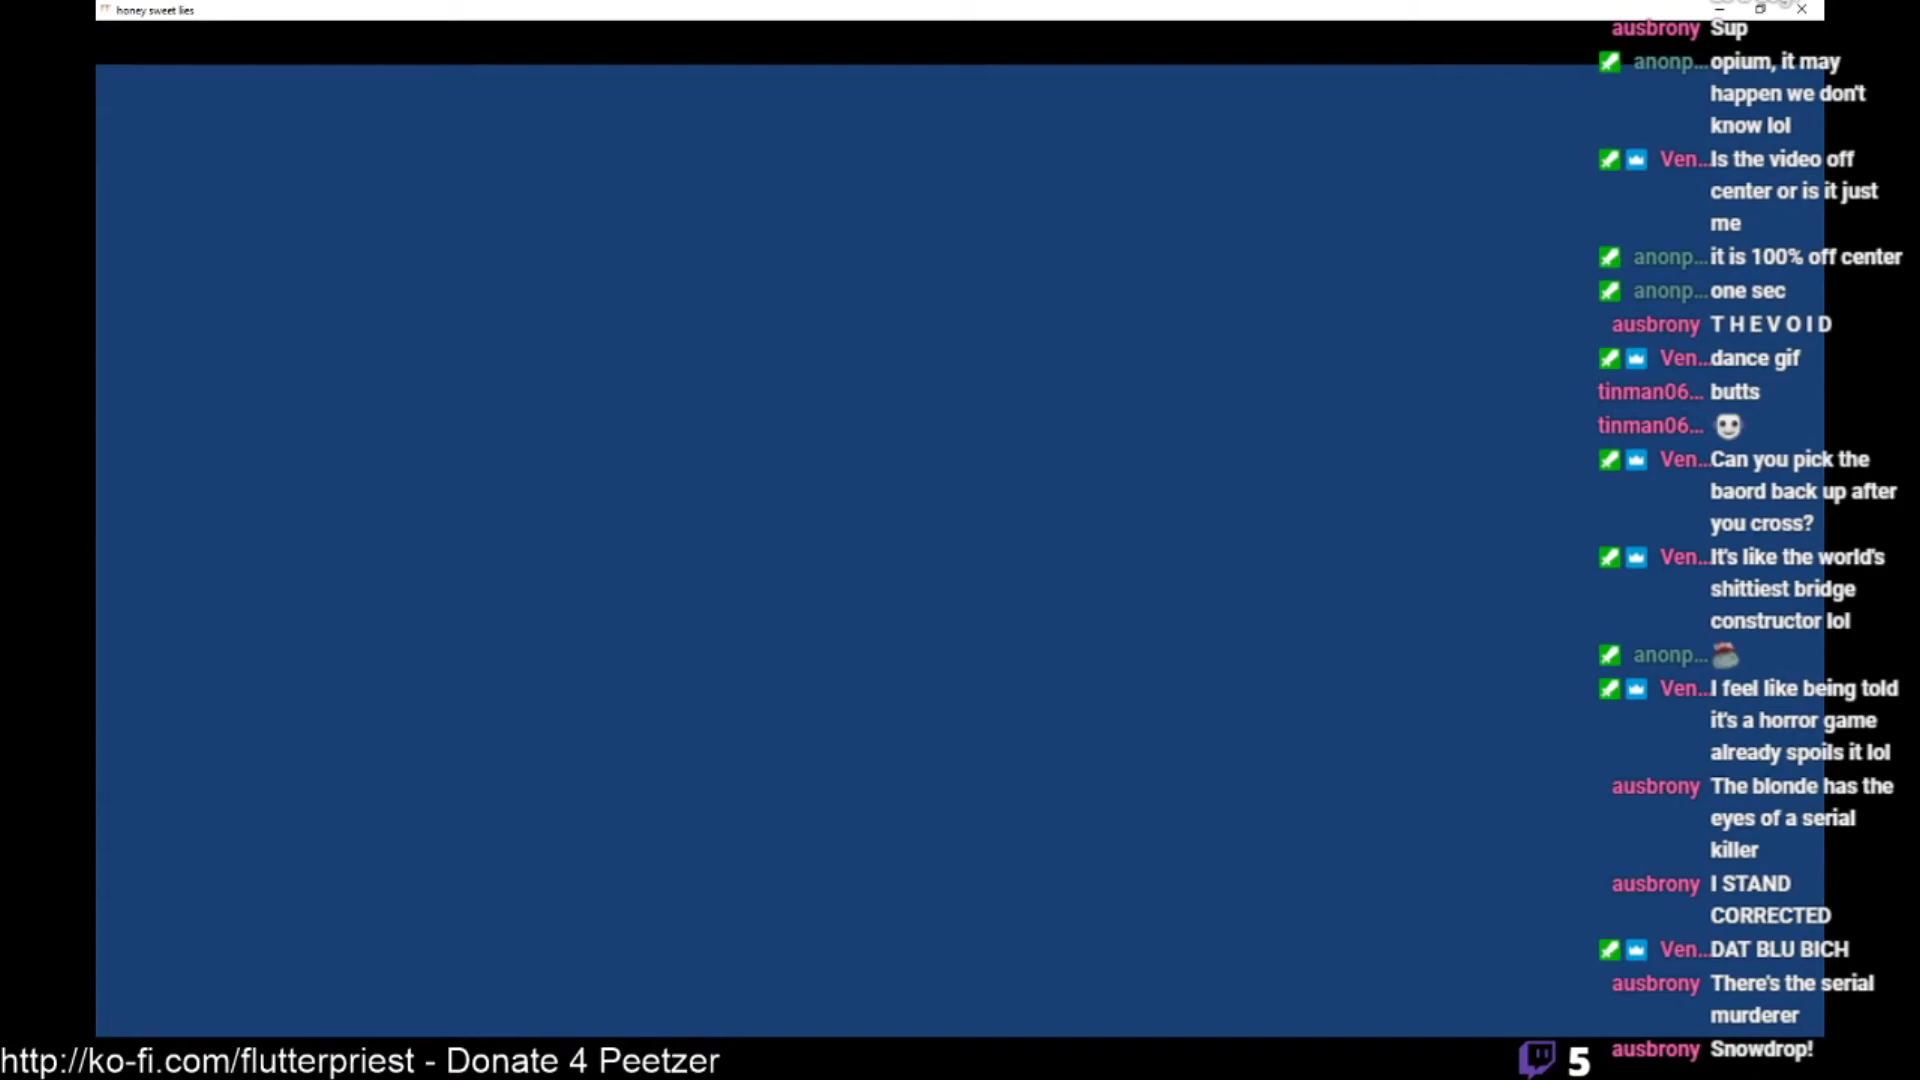 honey sweet lies
ausbrony Sup
anonp... opium, it may
happen we don't
know lol
Ven... Is the video off
center or is it just
me
anonp... it is 100% off center
anonp... one sec
ausbrony T H E V O I D
Ven... dance gif
tinman06... butts
tinman06...
Ven... Can you pick the
baord back up after
you cross?
Ven... It's like the world's
shittiest bridge
constructor lol
anonp...
Ven... I feel like being told
it's a horror game
already spoils it lol
ausbrony The blonde has the
eyes of a serial
killer
ausbrony I STAND
CORRECTED
Ven... DAT BLU BICH
ausbrony There's the serial
murderer
ausbrony Snowdrop!
http://ko-fi.com/flutterpriest - Donate 4 Peetzer
5